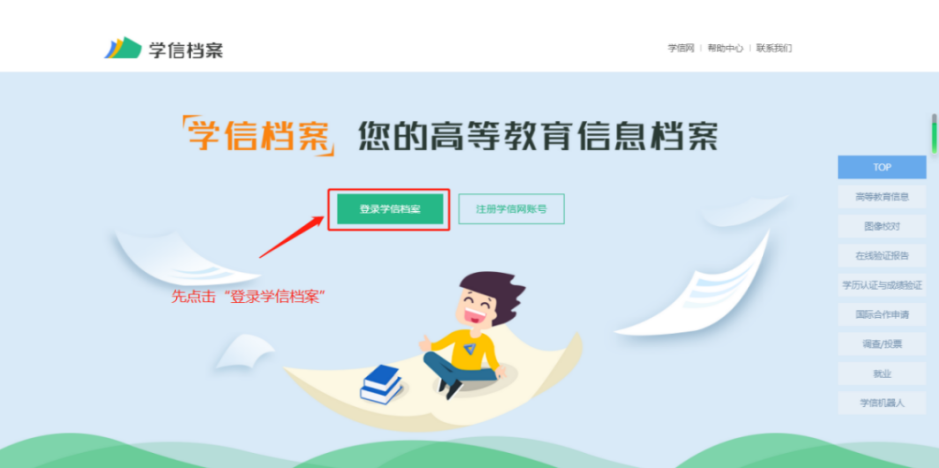 学信档案
学信网 | 帮助中心 | 联系我们
学信档案 您的高等教育信息档案
登录学信档案 注册学信网账号
先点击“登录学信档案”
TOP
高等教育信息
图像校对
在线验证报告
学历认证与成绩验证
国际合作申请
调查/投票
就业
学信机器人